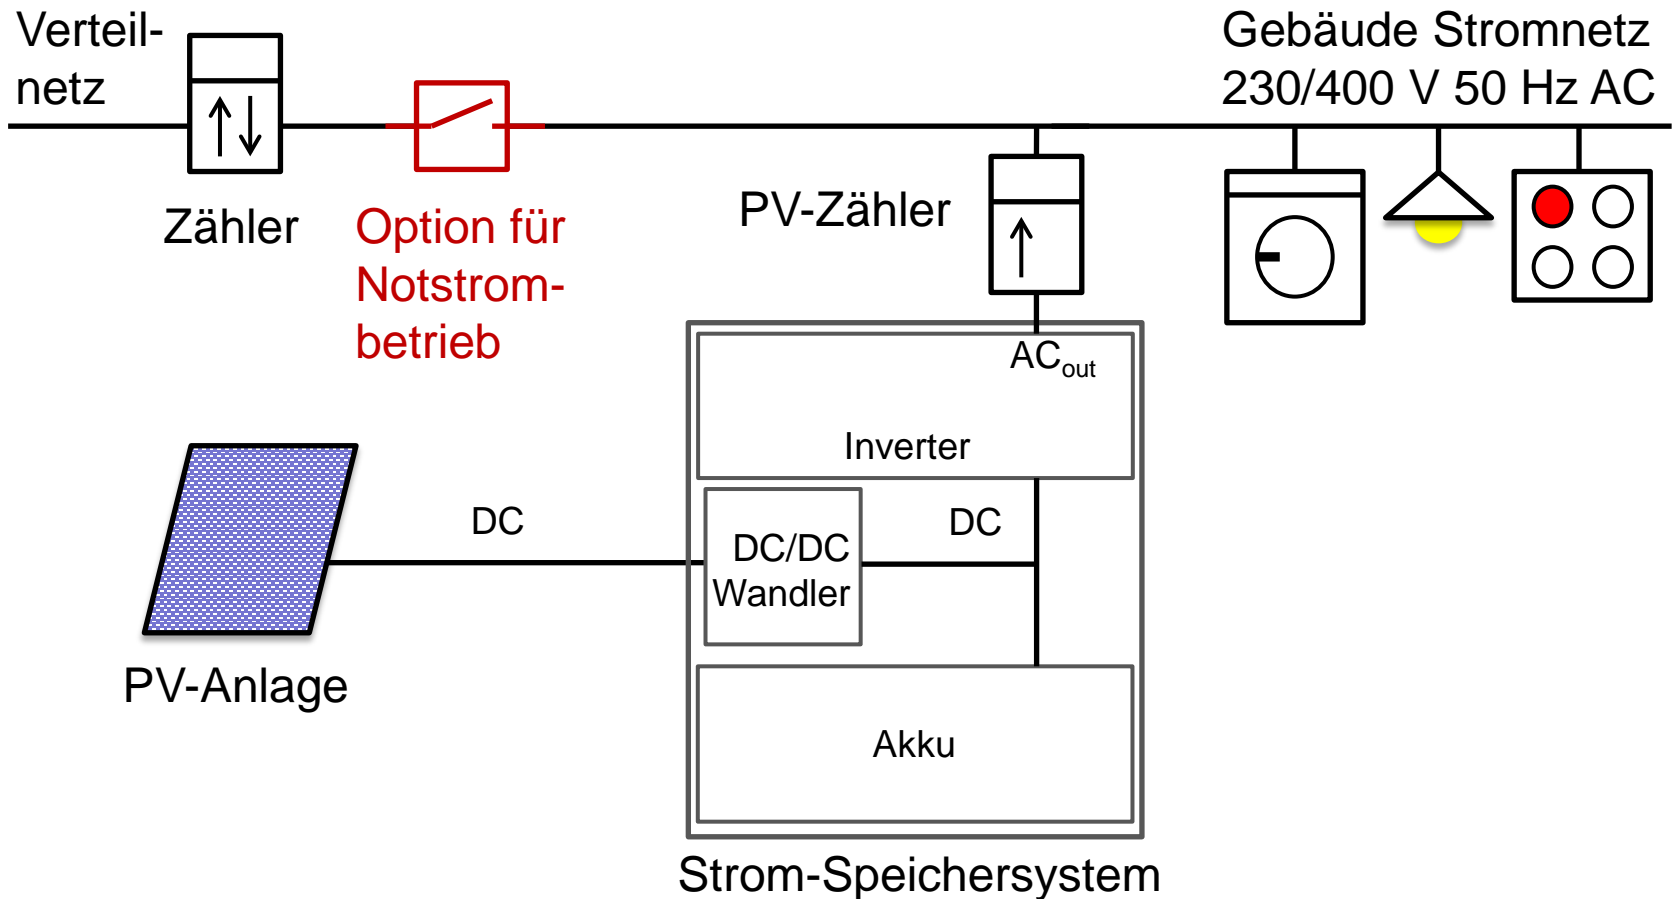 Verteil-
netz
Gebäude Stromnetz
230/400 V 50 Hz AC
Zähler
Option für
Notstrom-
betrieb
PV-Zähler
ACout
Inverter
DC
DC
DC/DC
Wandler
PV-Anlage
Akku
Strom-Speichersystem